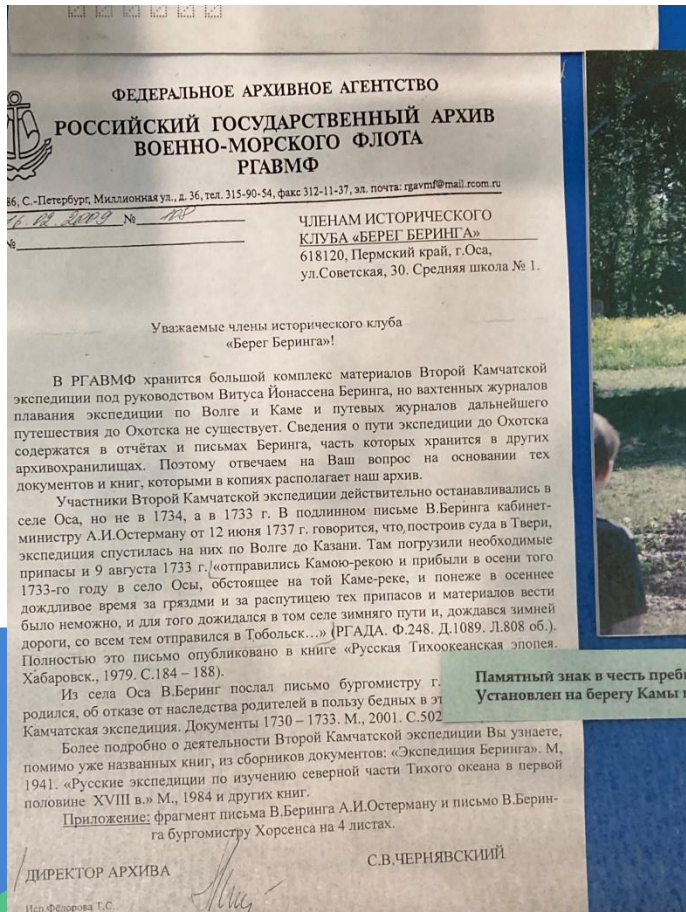 ФЕДЕРАЛЬНОЕ АРХИВНОЕ АГЕНТСТВО
РОССИЙСКИЙ ГОСУДАРСТВЕННЫЙ АРХИВ
ВОЕННО-МОРСКОГО ФЛОТА
РГАВМФ
86, С.-Петербург, Миллионная ул., д. 36, тел. 315-90-54, факс 312-11-37, эл. почта: rgavmf@mail.rcom.ru
16.02.2009 № 108
№
ЧЛЕНАМ ИСТОРИЧЕСКОГО
КЛУБА «БЕРЕГ БЕРИНГА»
618120, Пермский край, г.Оса,
ул.Советская, 30. Средняя школа № 1.
Уважаемые члены исторического клуба
«Берег Беринга»!
В РГАВМФ хранится большой комплекс материалов Второй Камчатской
экспедиции под руководством Витуса Йонассена Беринга, но вахтенных журналов
плавания экспедиции по Волге и Каме и путевых журналов дальнейшего
путешествия до Охотска не существует. Сведения о пути экспедиции до Охотска
содержатся в отчётах и письмах Беринга, часть которых хранится в других
архивохранилищах. Поэтому отвечаем на Ваш вопрос на основании тех
документов и книг, которыми в копиях располагает наш архив.
Участники Второй Камчатской экспедиции действительно останавливались в
селе Оса, но не в 1734, а в 1733 г. В подлинном письме В.Беринга кабинет-
министру А.И.Остерману от 12 июня 1737 г. говорится, что, построив суда в Твери,
экспедиция спустилась на них по Волге до Казани. Там погрузили необходимые
припасы и 9 августа 1733 г. «отправились Камою-рекою и прибыли в осени того
1733-го году в село Осы, обстоящее на той Каме-реке, и понеже в осеннее
дождливое время за грязьми и за распутицею тех припасов и материалов вести
было неможно, и для того дожидался в том селе зимняго пути и, дождався зимней
дороги, со всем тем отправился в Тобольск…» (РГАДА. Ф.248. Д.1089. Л.808 об.).
Полностью это письмо опубликовано в книге «Русская Тихоокеанская эпопея.
Хабаровск., 1979. С.184 – 188).
Из села Оса В.Беринг послал письмо бургомистру г.
родился, об отказе от наследства родителей в пользу бедных в
Камчатская экспедиция. Документы 1730 – 1733. М., 2001. С.502
Более подробно о деятельности Второй Камчатской экспедиции Вы узнаете,
помимо уже названных книг, из сборников документов: «Экспедиция Беринга». М,
1941. «Русские экспедиции по изучению северной части Тихого океана в первой
половине XVIII в.» М., 1984 и других книг.
Приложение: фрагмент письма В.Беринга А.И.Остерману и письмо В.Берин-
га бургомистру Хорсенса на 4 листах.
ДИРЕКТОР АРХИВА
С.В.ЧЕРНЯВСКИЙ
Исп.Фёдорова Т.С.
Памятный знак в честь
Установлен на берегу Камы